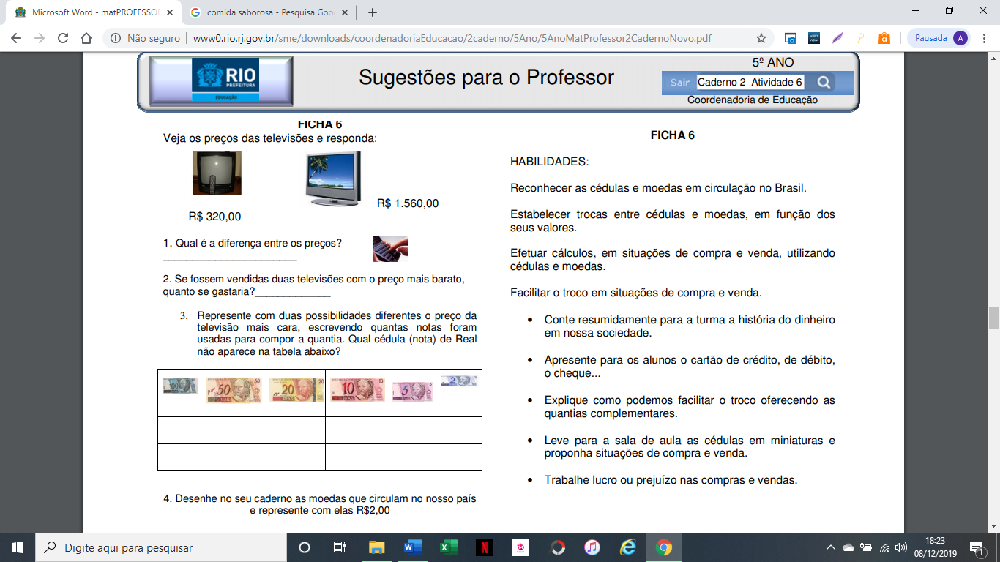 Microsoft Word - matPROFESSOR
comida saborosa - Pesquisa Goo
Não seguro
www0.rio.rj.gov.br/sme/downloads/coordenadoriaEducacao/2caderno/5Ano/5AnoMatProfessor2CadernoNovo.pdf
Pausada
A
RIO
PREFEITURA
EDUCAÇÃO
Sugestões para o Professor
5º ANO
Sair
Caderno 2 Atividade 6
Coordenadoria de Educação
FICHA 6
Veja os preços das televisões e responda:
R$ 1.560,00
R$ 320,00
1. Qual é a diferença entre os preços?
_______________________
2. Se fossem vendidas duas televisões com o preço mais barato,
quanto se gastaria?_____________
3. Represente com duas possibilidades diferentes o preço da
televisão mais cara, escrevendo quantas notas foram
usadas para compor a quantia. Qual cédula (nota) de Real
não aparece na tabela abaixo?
100
50
20
10
5
2
4. Desenhe no seu caderno as moedas que circulam no nosso país
e represente com elas R$2,00
FICHA 6
HABILIDADES:
Reconhecer as cédulas e moedas em circulação no Brasil.
Estabelecer trocas entre cédulas e moedas, em função dos
seus valores.
Efetuar cálculos, em situações de compra e venda, utilizando
cédulas e moedas.
Facilitar o troco em situações de compra e venda.
• Conte resumidamente para a turma a história do dinheiro
em nossa sociedade.
• Apresente para os alunos o cartão de crédito, de débito,
o cheque...
• Explique como podemos facilitar o troco oferecendo as
quantias complementares.
• Leve para a sala de aula as cédulas em miniaturas e
proponha situações de compra e venda.
• Trabalhe lucro ou prejuízo nas compras e vendas.
Digite aqui para pesquisar
18:23
08/12/2019
1